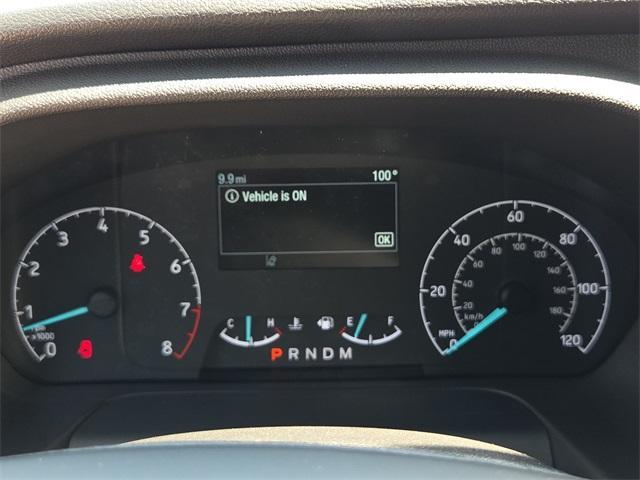 9.9 mi 100°
Vehicle is ON
OK
0 1 2 3 4 5 6 7 8
rpm
x1000
C H E F
P R N D M
0 20 40 60 80 100 120
MPH
20 40 60 80 100 120 140 160 180
km/h